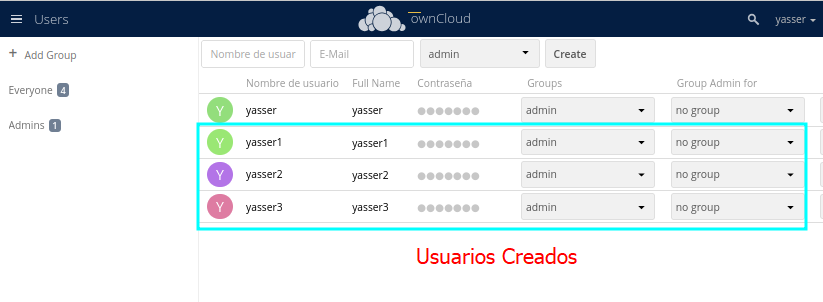 Users
ownCloud
yasser
+ Add Group
Everyone 4
Admins 1
Nombre de usuar
E-Mail
admin
Create
Nombre de usuario Full Name Contraseña Groups Group Admin for
Y yasser yasser ●●●●●●● admin no group
Y yasser1 yasser1 ●●●●●●● admin no group
Y yasser2 yasser2 ●●●●●●● admin no group
Y yasser3 yasser3 ●●●●●●● admin no group
Usuarios Creados